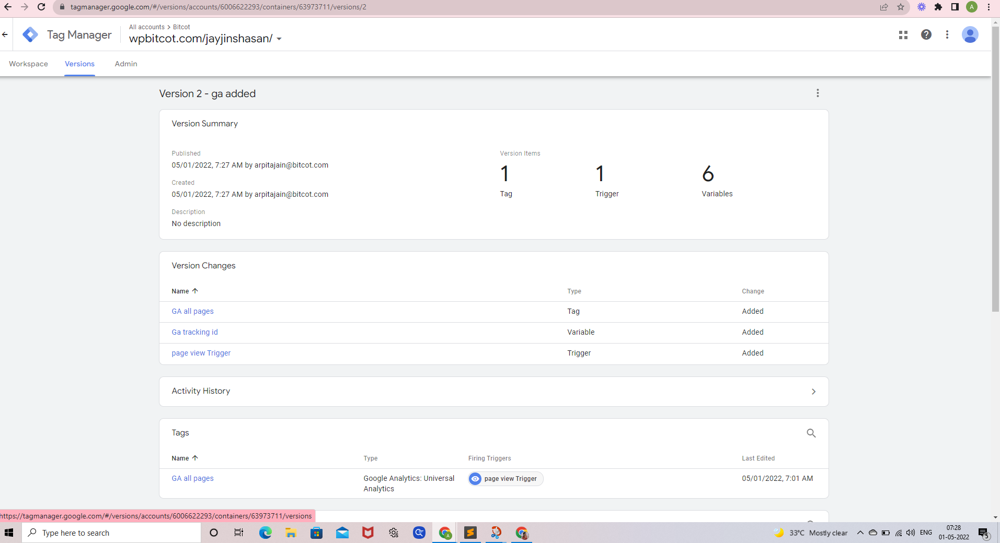 tagmanager.google.com/#/versions/accounts/6006622293/containers/63973711/versions/2
A
Tag Manager
All accounts > Bitcot
wpbitcot.com/jayjinshasan/
Workspace Versions Admin
Version 2 - ga added
Version Summary
Published
05/01/2022, 7:27 AM by arpitajain@bitcot.com
Created
05/01/2022, 7:27 AM by arpitajain@bitcot.com
Description
No description
Version Items
1 1 6
Tag Trigger Variables
Version Changes
Name Type Change
GA all pages Tag Added
Ga tracking id Variable Added
page view Trigger Trigger Added
Activity History
Tags
Name Type Firing Triggers Last Edited
GA all pages Google Analytics: Universal page view Trigger 05/01/2022, 7:01 AM
Analytics
https://tagmanager.google.com/#/versions/accounts/6006622293/containers/63973711/versions
Type here to search
A
33°C Mostly clear
ENG
07:28
01-05-2022
5